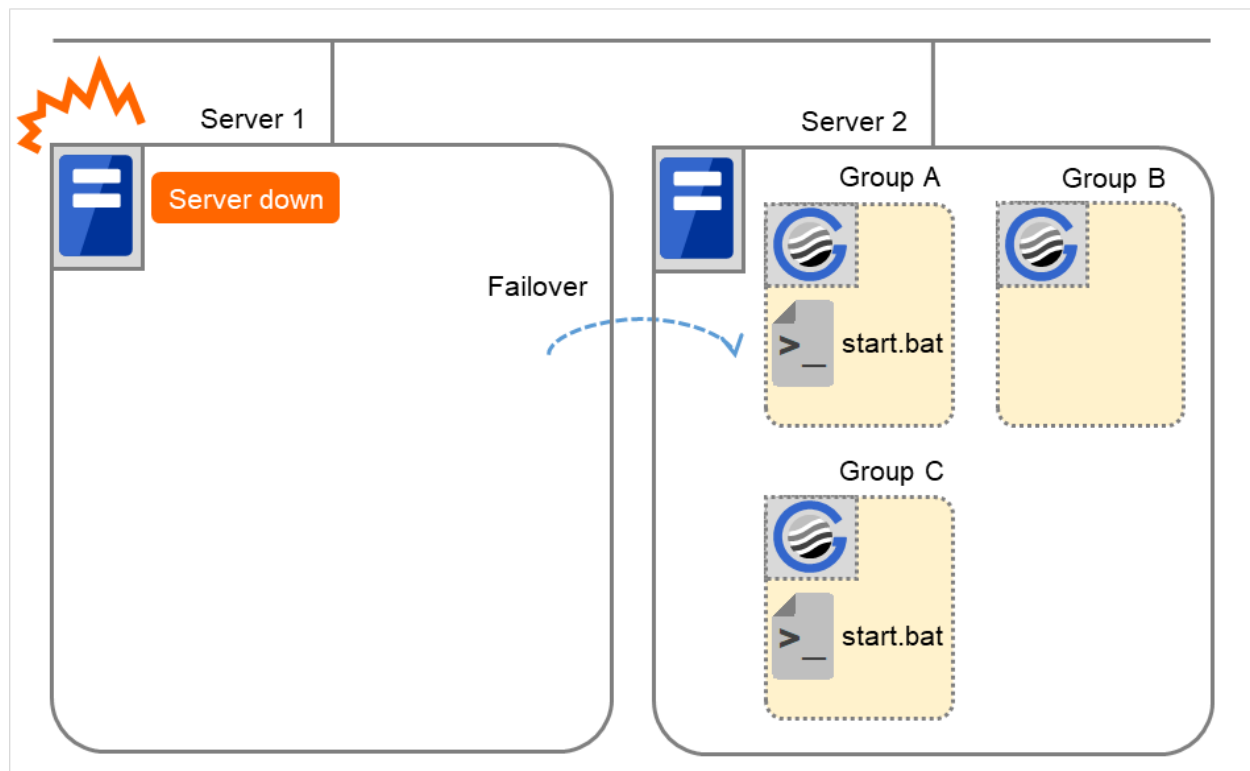 Server 1
Server 2
Server down
Group A
Group B
Failover
>_ start.bat
Group C
>_ start.bat